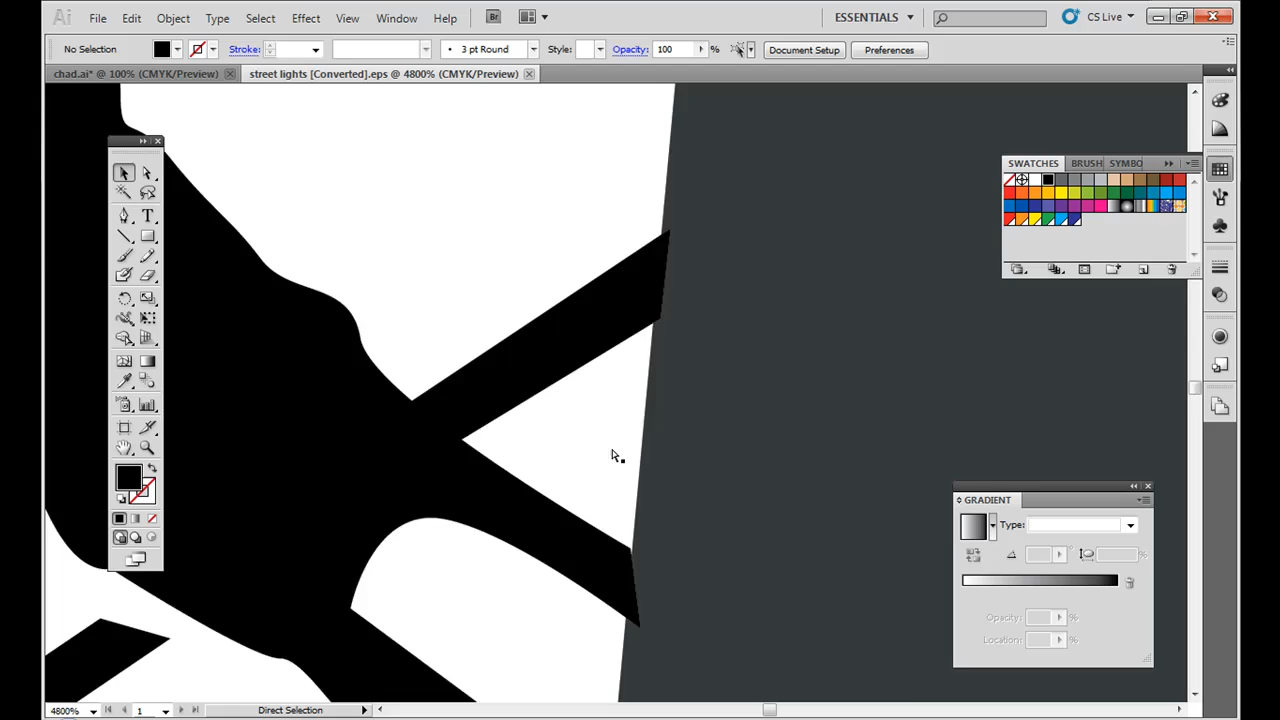 Ai File Edit Object Type Select Effect View Window Help Br ESSENTIALS CS Live
No Selection Stroke: 3 pt Round Style: Opacity: 100 % Document Setup Preferences
chad.ai* @ 100% (CMYK/Preview) street lights [Converted].eps @ 4800% (CMYK/Preview)
SWATCHES BRUSH SYMBO
T
GRADIENT
Type:
° %
Opacity: %
Location: %
4800% 1 Direct Selection